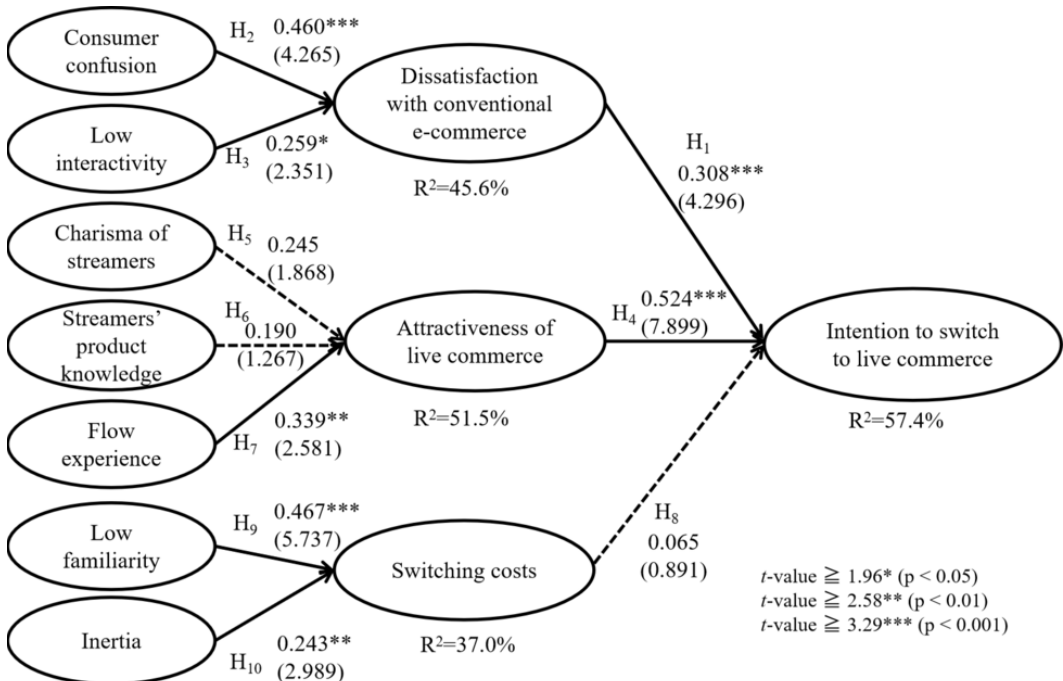 Consumer
confusion
H₂ 0.460***
(4.265)
Low
interactivity
H₃ 0.259*
(2.351)
Dissatisfaction
with conventional
e-commerce
R²=45.6%
H₁
0.308***
(4.296)
Charisma of
streamers
H₅ 0.245
(1.868)
Streamers’
product
knowledge
H₆ 0.190
(1.267)
Flow
experience
H₇ 0.339**
(2.581)
Attractiveness of
live commerce
R²=51.5%
H₄ 0.524***
(7.899)
Intention to switch
to live commerce
R²=57.4%
Low
familiarity
H₉ 0.467***
(5.737)
Inertia
H₁₀ 0.243**
(2.989)
Switching costs
R²=37.0%
H₈
0.065
(0.891)
t-value ≧ 1.96* (p < 0.05)
t-value ≧ 2.58** (p < 0.01)
t-value ≧ 3.29*** (p < 0.001)